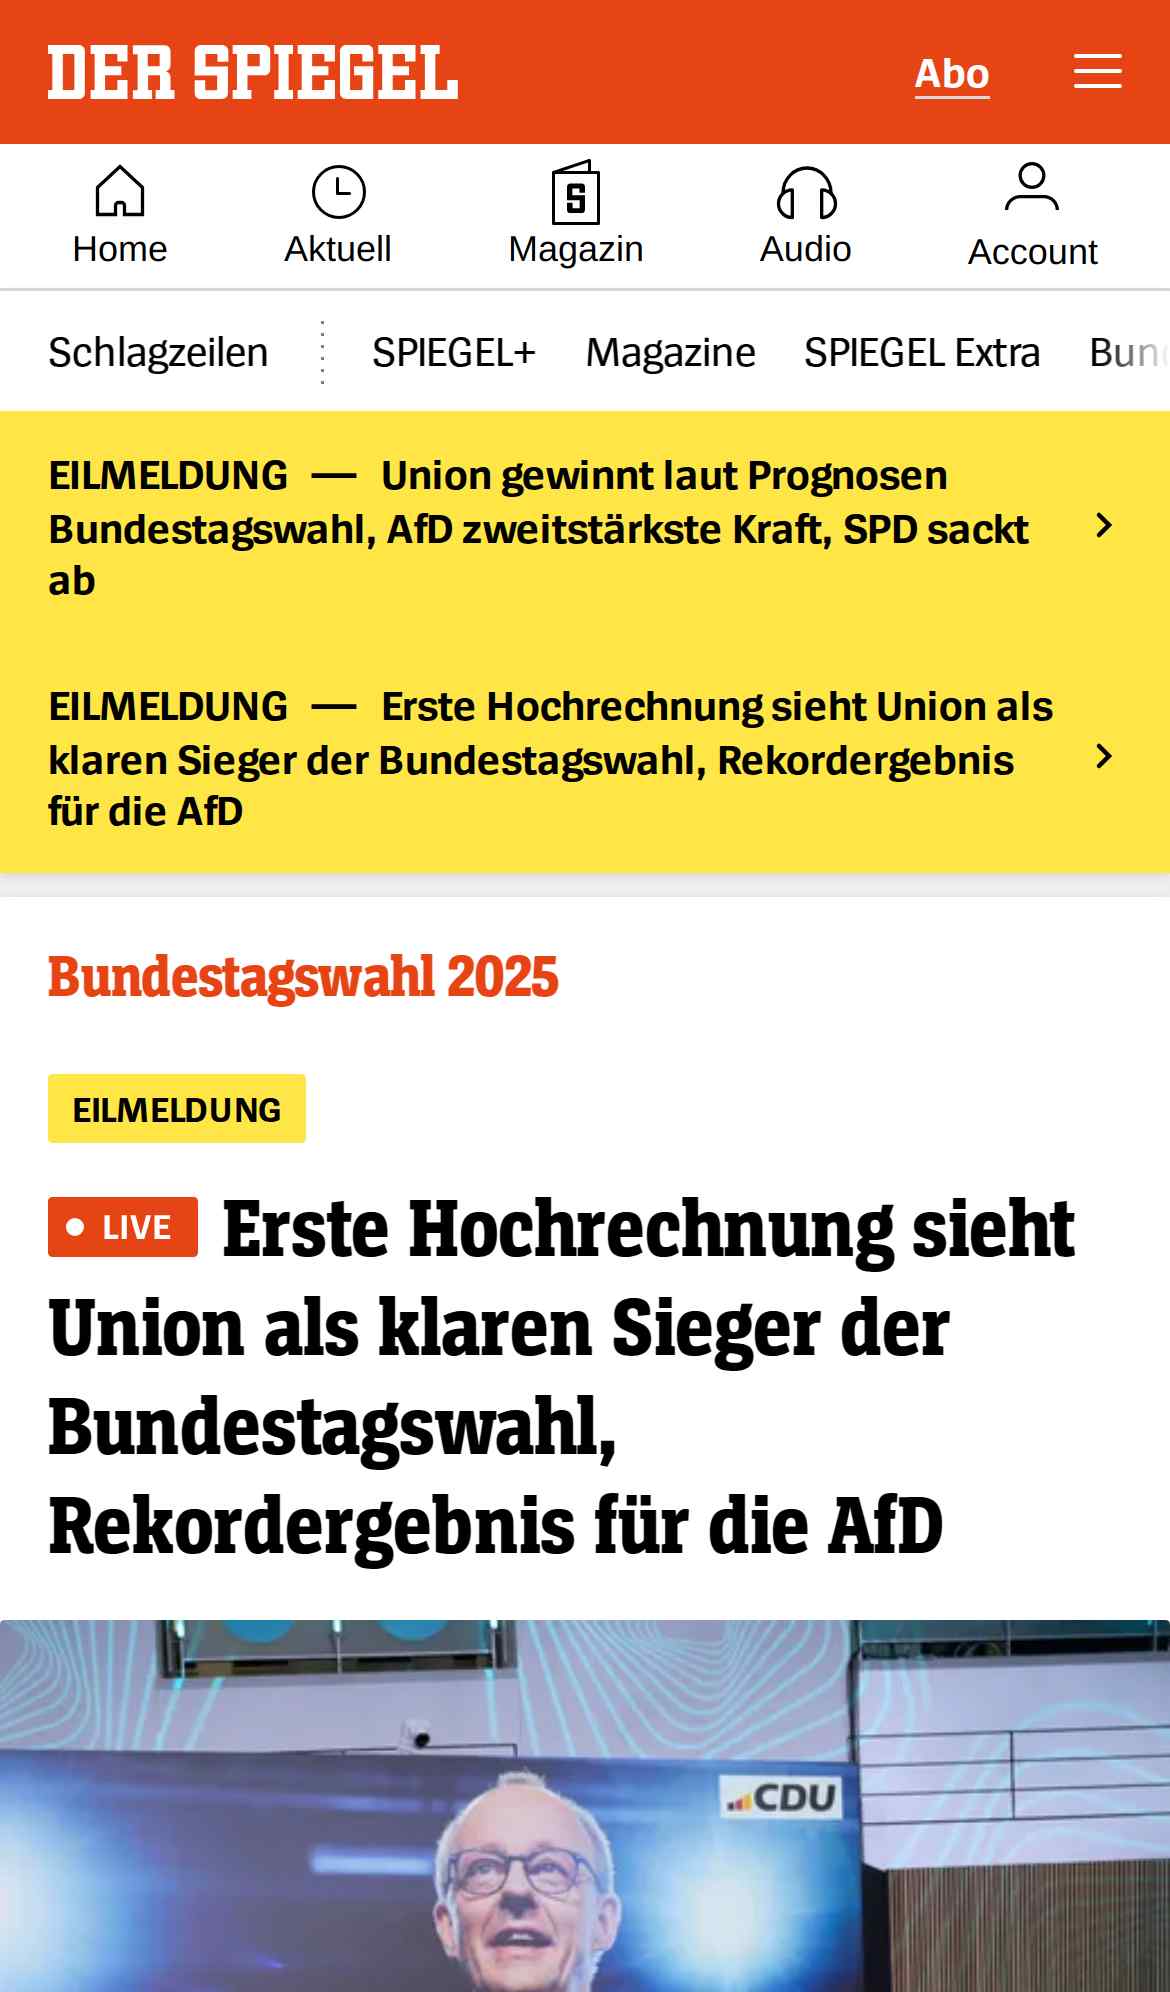 DER SPIEGEL
Abo
Home
Aktuell
Magazin
Audio
Account
Schlagzeilen
SPIEGEL+
Magazine
SPIEGEL Extra
EILMELDUNG — Union gewinnt laut Prognosen
Bundestagswahl, AfD zweitstärkste Kraft, SPD sackt
ab
EILMELDUNG — Erste Hochrechnung sieht Union als
klaren Sieger der Bundestagswahl, Rekordergebnis
für die AfD
Bundestagswahl 2025
EILMELDUNG
LIVE Erste Hochrechnung sieht
Union als klaren Sieger der
Bundestagswahl,
Rekordergebnis für die AfD
CDU